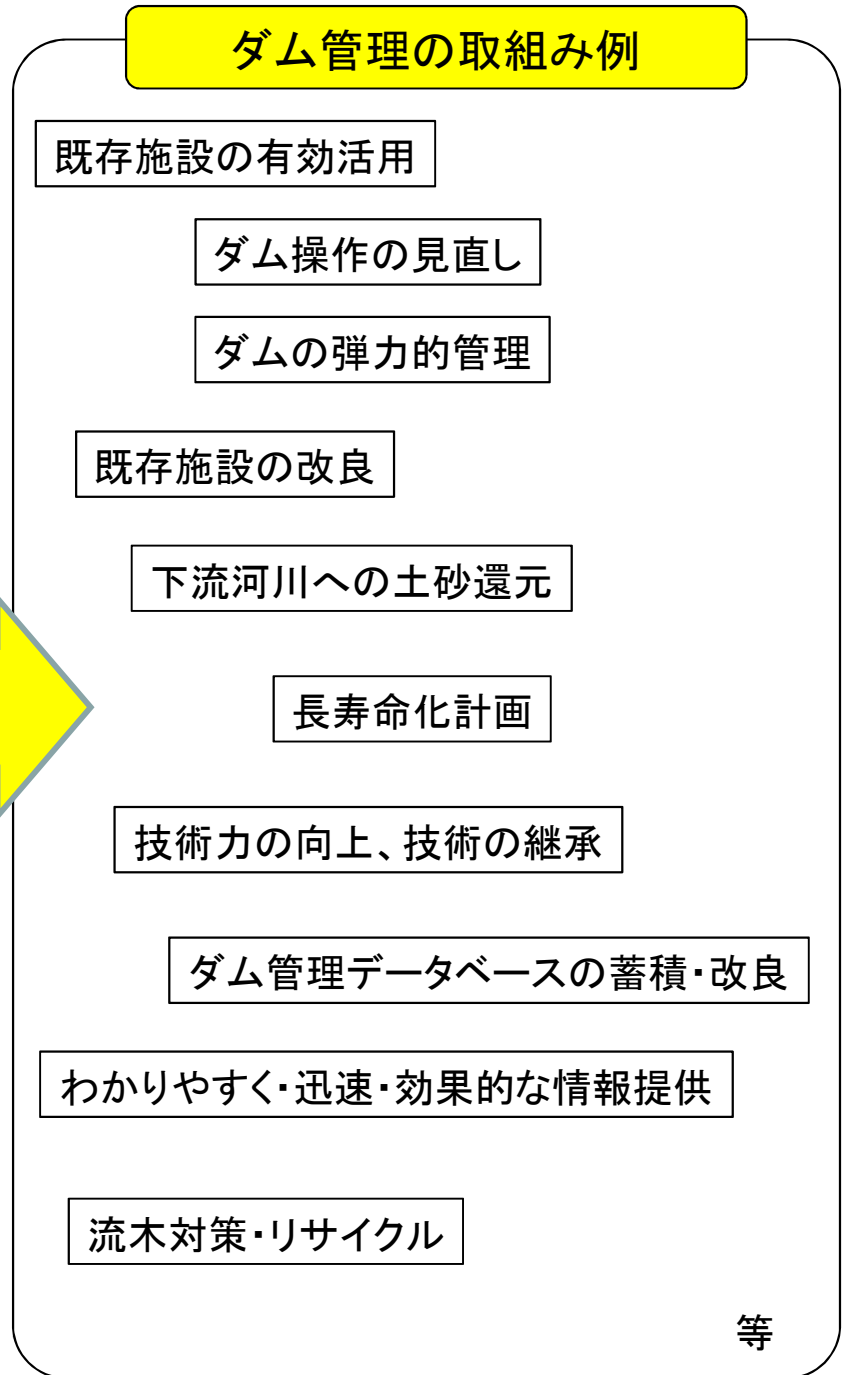 ダム管理の取組み例
既存施設の有効活用
ダム操作の見直し
ダムの弾力的管理
既存施設の改良
下流河川への土砂還元
長寿命化計画
技術力の向上、技術の継承
ダム管理データベースの蓄積・改良
わかりやすく・迅速・効果的な情報提供
流木対策・リサイクル
等